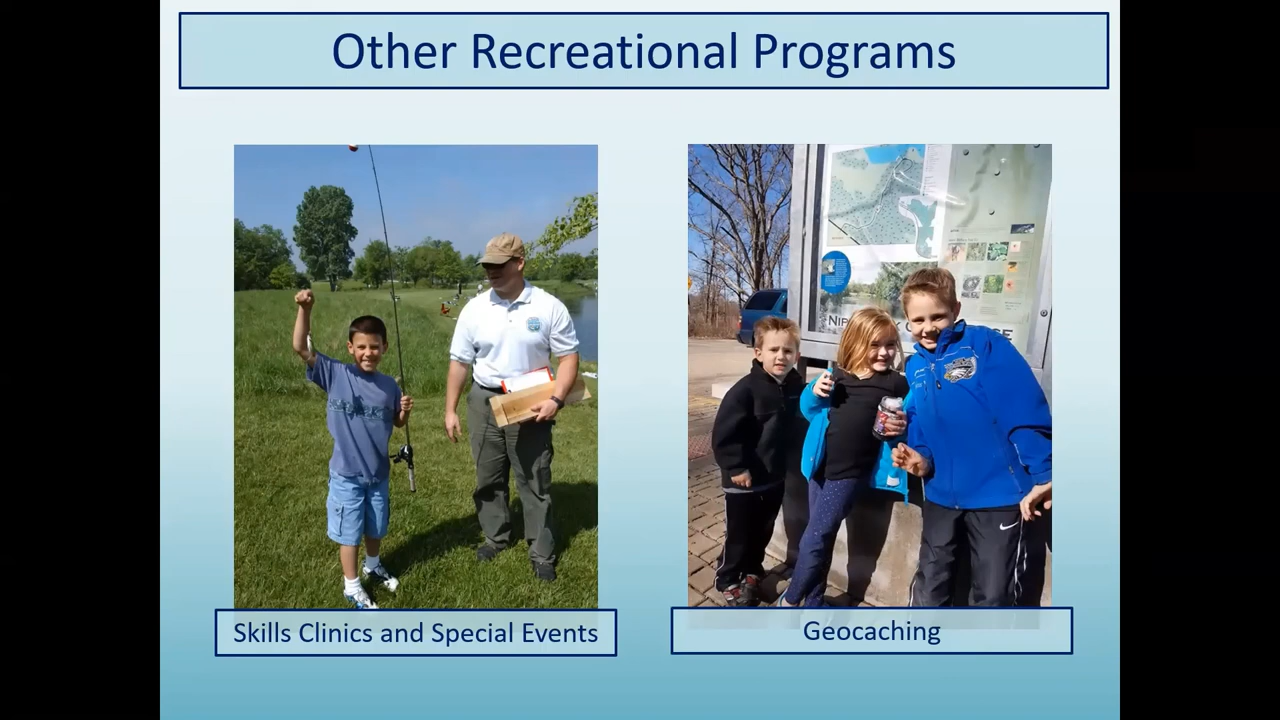 Other Recreational Programs
Skills Clinics and Special Events
Geocaching